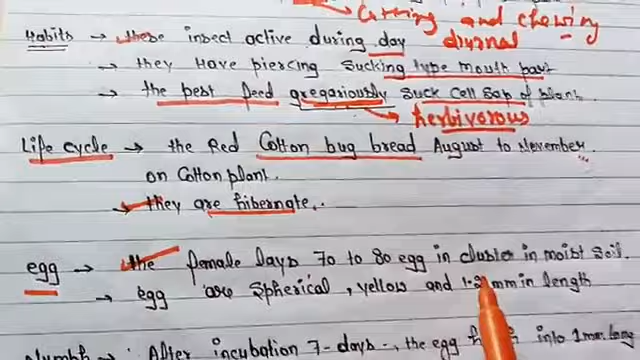 Cutting and chewing
Habits → these insect active during day diurnal
→ they Have piercing Sucking type mouth part
→ the pest feed gregariously Suck Cell Sap of plant.
→ herbivorous
Life cycle → the Red Cotton bug bread August to November
on Cotton plant.
→ they are hibernate.
egg → the female lays 70 to 80 egg in cluster in moist Soil.
→ egg are Spherical, yellow and mm in length
→ After incubation 7-days, the egg into 1mm long